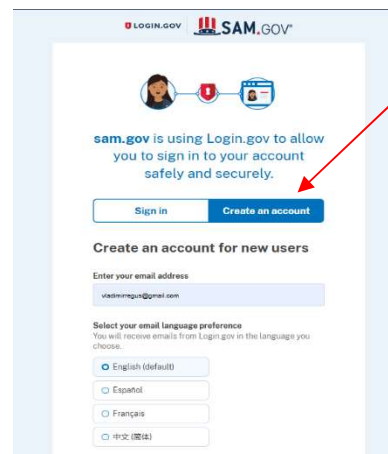 LOGIN.GOV SAM.GOV®
sam.gov is using Login.gov to allow
you to sign in to your account
safely and securely.
Sign in Create an account
Create an account for new users
Enter your email address
vladimirregus@gmail.com
Select your email language preference
You will receive emails from Login.gov in the language you
choose.
English (default)
Español
Français
中文 (简体)